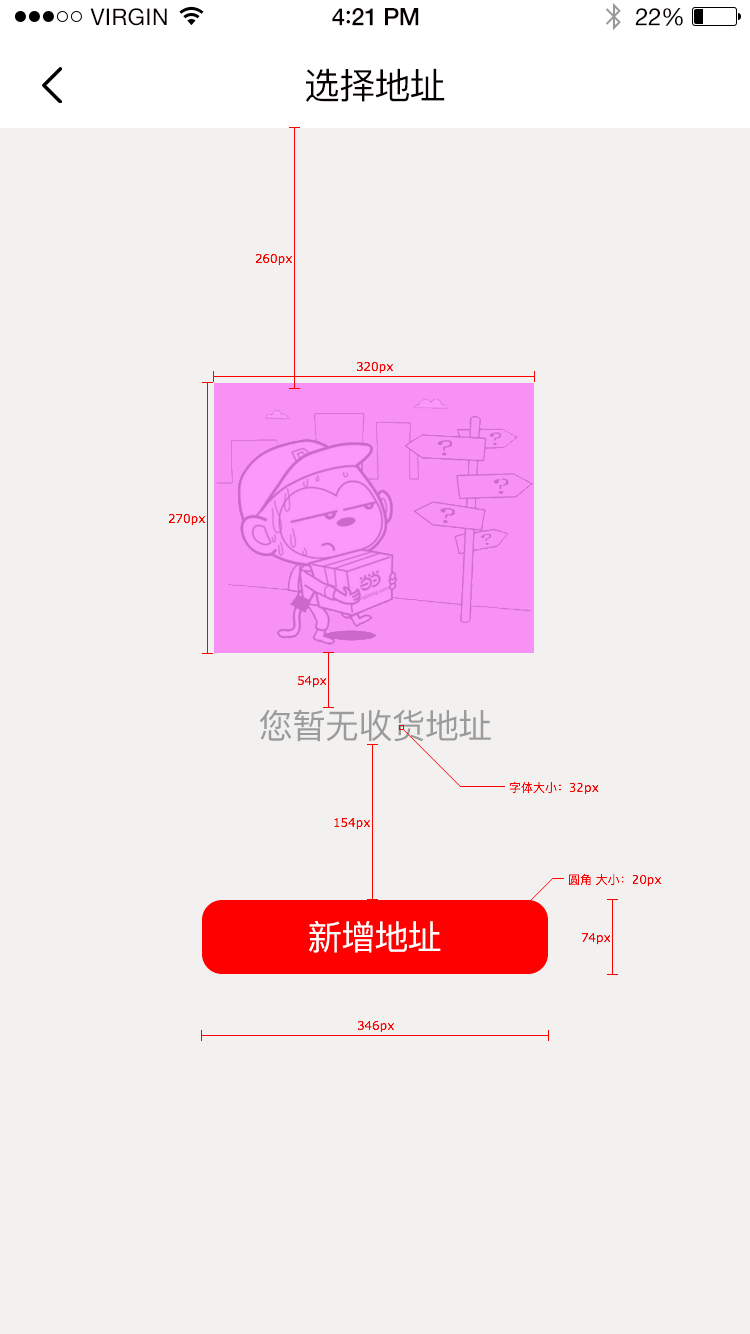 VIRGIN 4:21 PM 22%
选择地址
260px
320px
270px
?
?
?
?
?
54px
您暂无收货地址
字体大小：32px
154px
圆角 大小：20px
新增地址
74px
346px